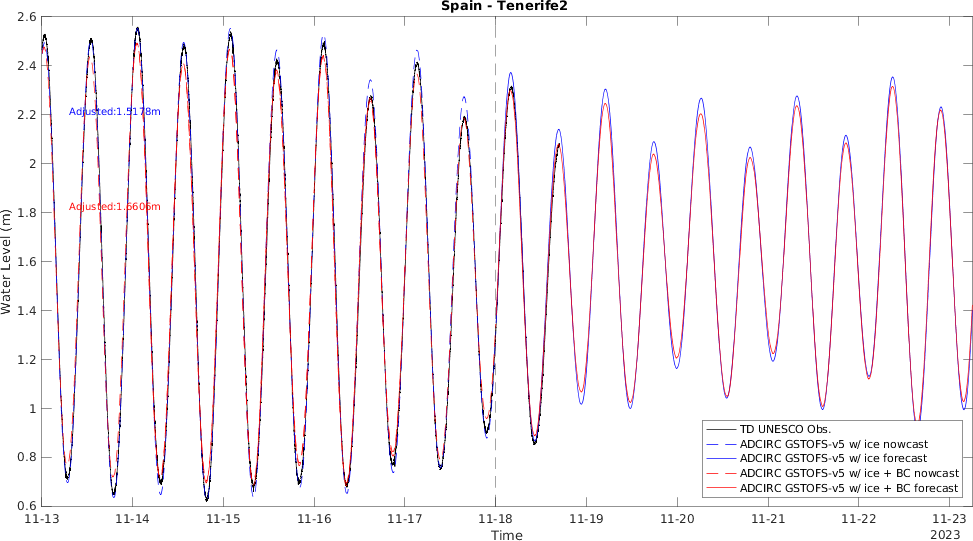 Spain - Tenerife2
2.6
2.4
2.2
2
1.8
1.6
1.4
1.2
1
0.8
0.6
Water Level (m)
Adjusted:1.5178m
Adjusted:1.6606m
TD UNESCO Obs.
ADCIRC GSTOFS-v5 w/ ice nowcast
ADCIRC GSTOFS-v5 w/ ice forecast
ADCIRC GSTOFS-v5 w/ ice + BC nowcast
ADCIRC GSTOFS-v5 w/ ice + BC forecast
11-13 11-14 11-15 11-16 11-17 11-18 11-19 11-20 11-21 11-22 11-23
2023
Time